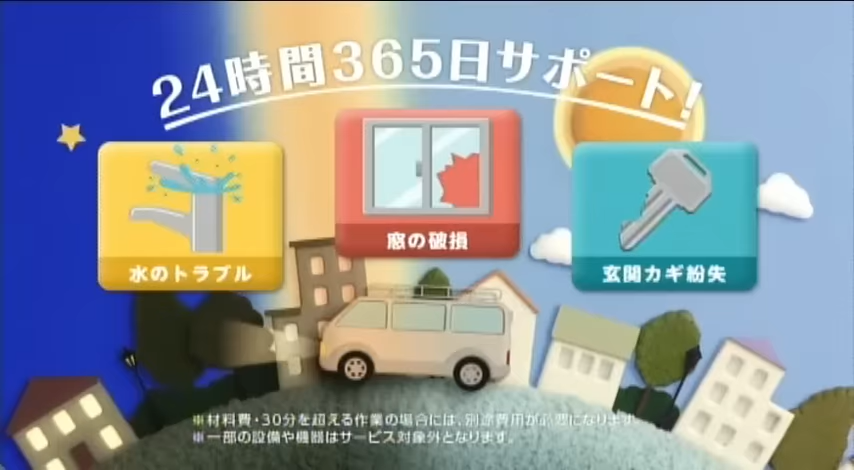 24時間365日サポート!
水のトラブル
窓の破損
玄関カギ紛失
※材料費・30分を超える作業の場合には、別途費用が必要になります。
※一部の設備や機器はサービス対象外となります。